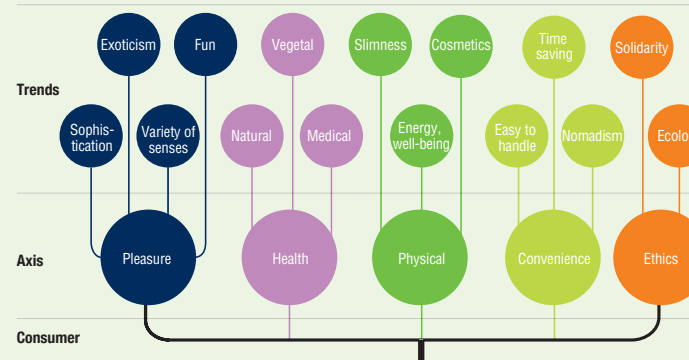 Exoticism
Fun
Vegetal
Slimness
Cosmetics
Time
saving
Solidarity
Trends
Sophis-
tication
Variety of
senses
Natural
Medical
Energy,
well-being
Easy to
handle
Nomadism
Ecolo
Axis
Pleasure
Health
Physical
Convenience
Ethics
Consumer